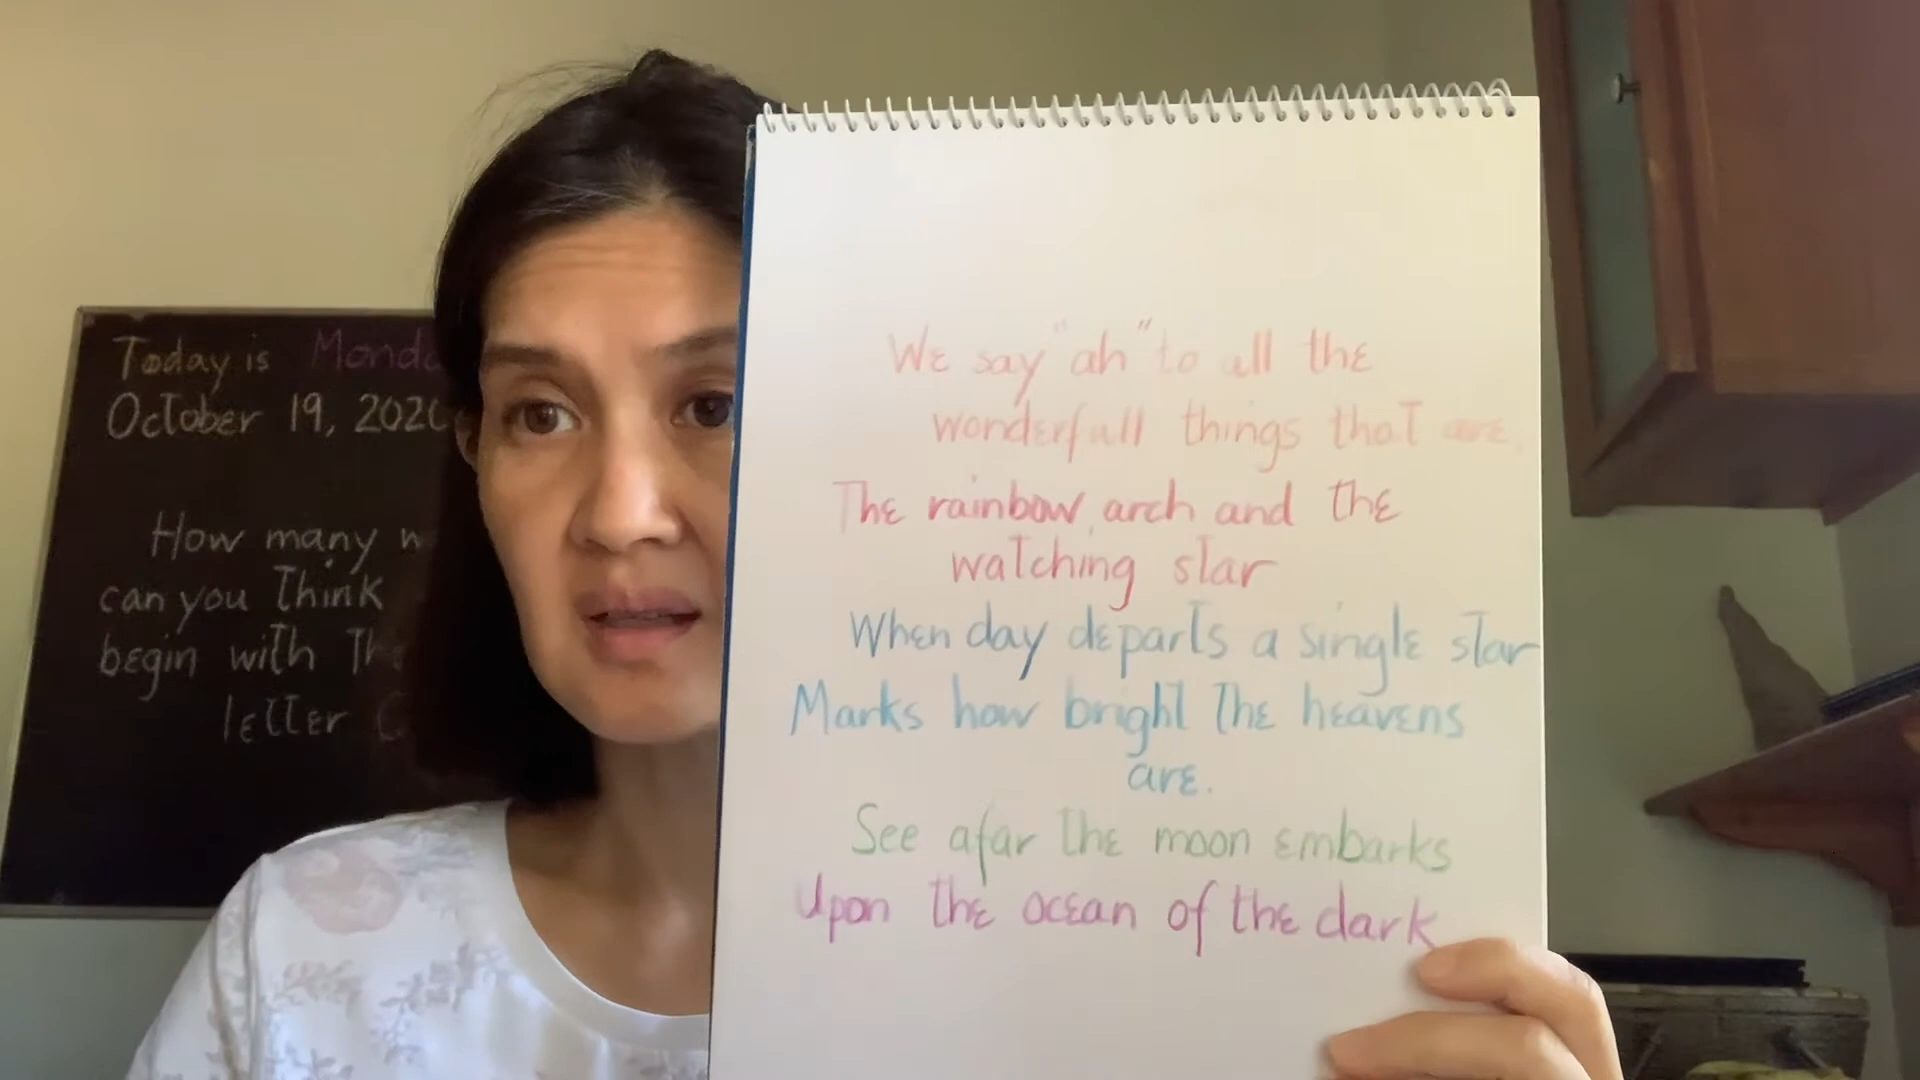 Today is Monda
October 19, 202
How many w
can you think
begin with th
letter C
We say "ah" to all the
wonderfull things that are.
The rainbow, arch and the
watching star
When day departs a single star
Marks how bright the heavens
are.
See afar the moon embarks
Upon the ocean of the dark